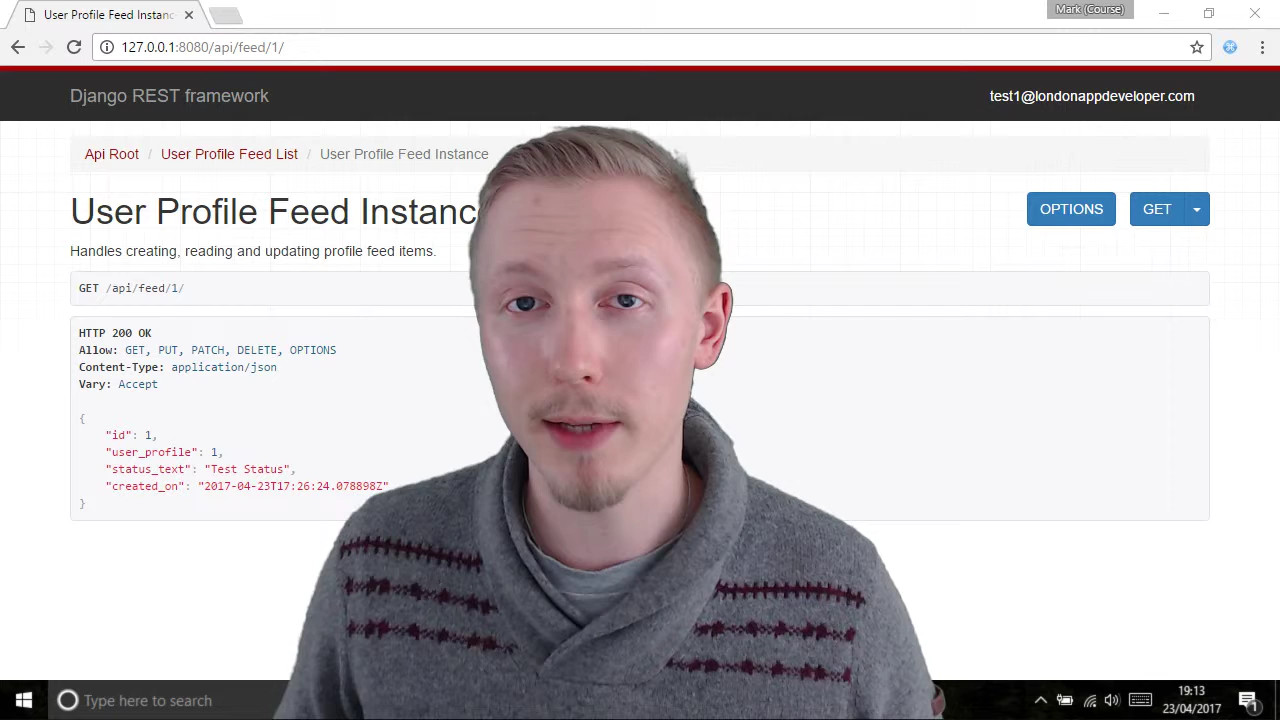 User Profile Feed Instanc
Mark (Course)
127.0.0.1:8080/api/feed/1/
Django REST framework
test1@londonappdeveloper.com
Api Root / User Profile Feed List / User Profile Feed Instance
User Profile Feed Instance
OPTIONS
GET
Handles creating, reading and updating profile feed items.
GET /api/feed/1/
HTTP 200 OK
Allow: GET, PUT, PATCH, DELETE, OPTIONS
Content-Type: application/json
Vary: Accept
{
"id": 1,
"user_profile": 1,
"status_text": "Test Status",
"created_on": "2017-04-23T17:26:24.078898Z"
}
Type here to search
19:13
23/04/2017
1